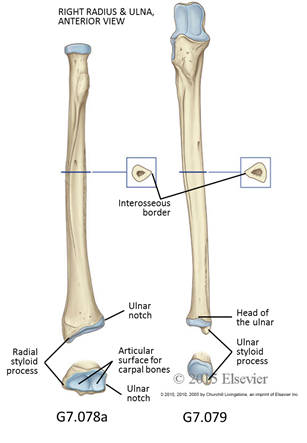 RIGHT RADIUS & ULNA,
ANTERIOR VIEW
Interosseous
border
Ulnar
notch
Head of
the ulnar
Radial
styloid
process
Articular
surface for
carpal bones
Ulnar
notch
Ulnar
styloid
process
© 2015 Elsevier
© 2015, 2010, 2005 by Churchill Livingstone, an imprint of Elsevier Inc.
G7.078a
G7.079